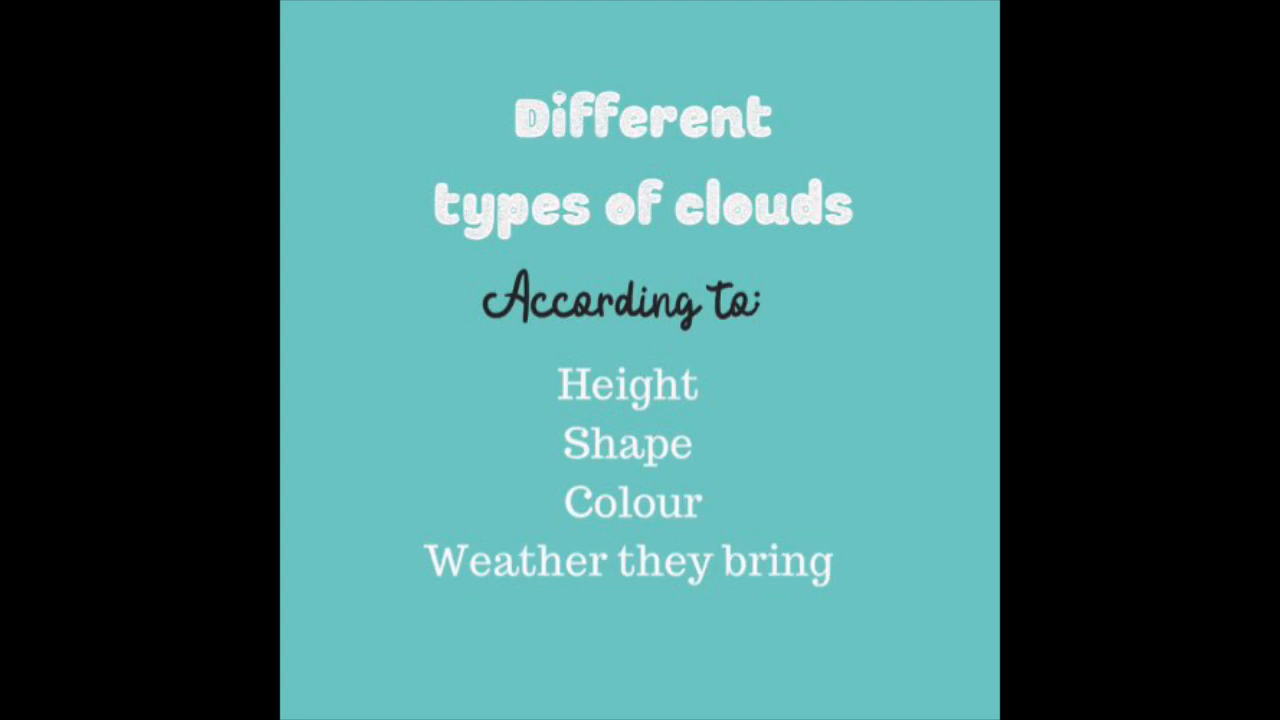 Different
types of clouds
According to:
Height
Shape
Colour
Weather they bring